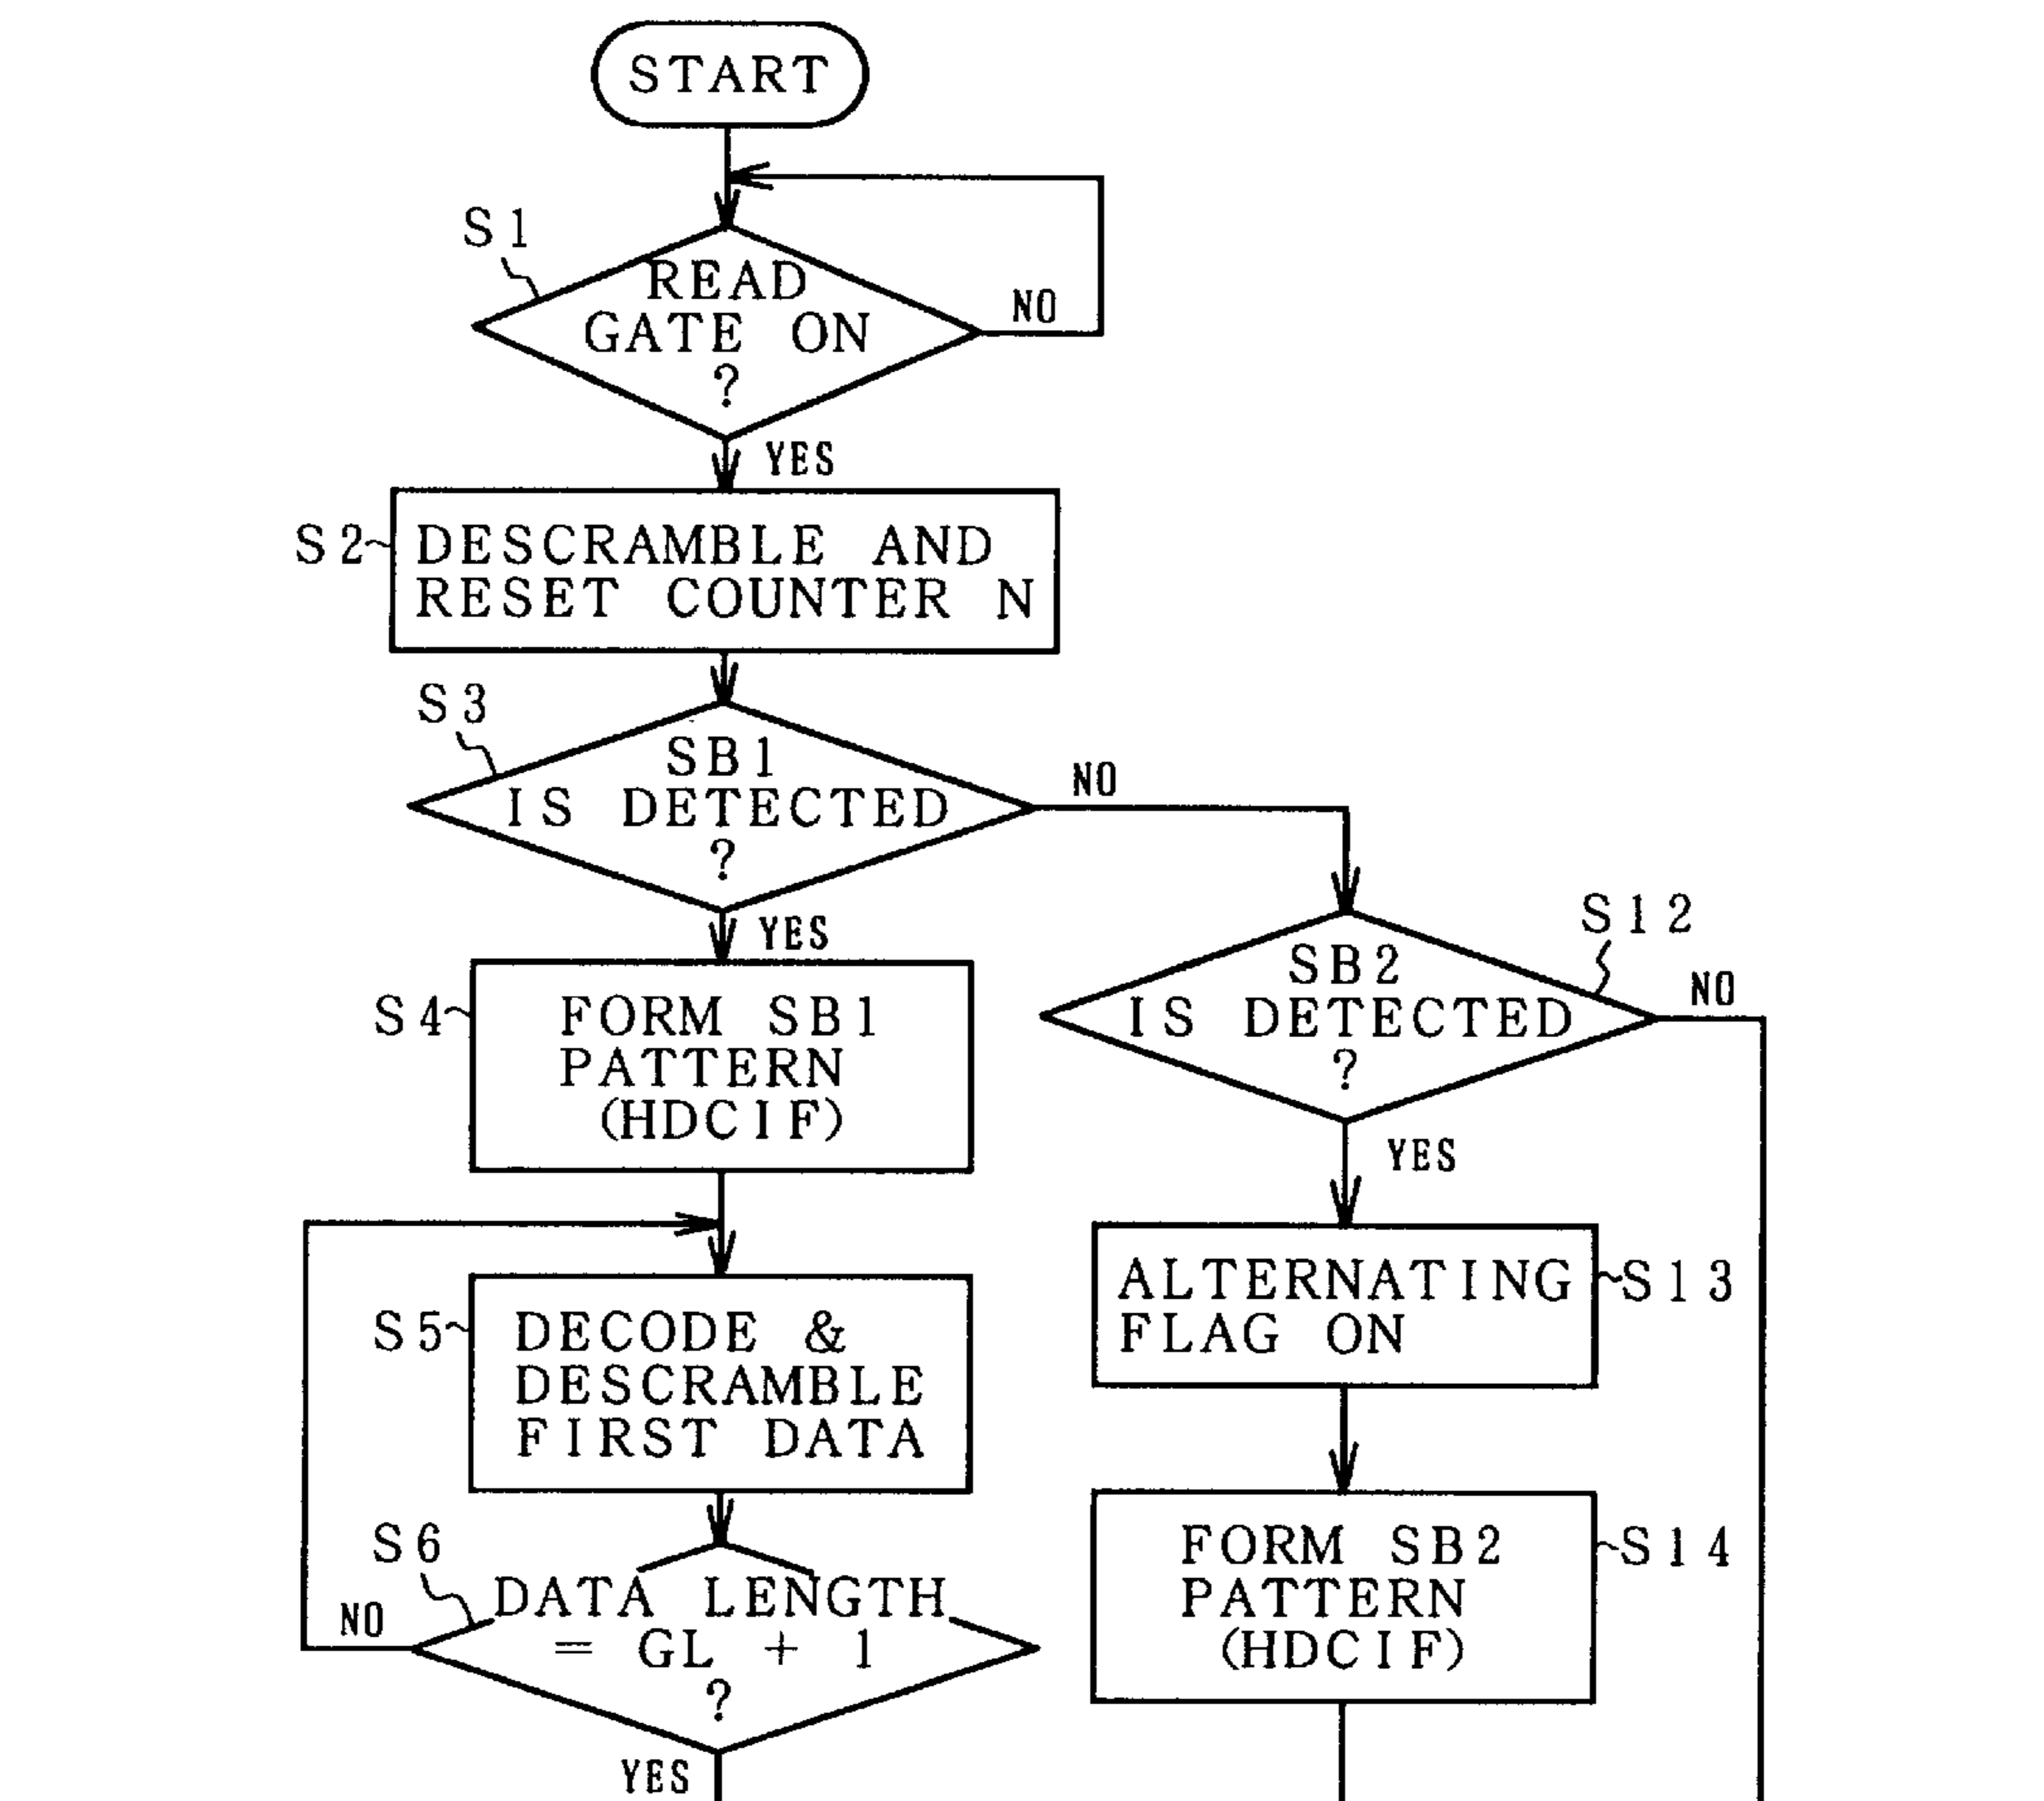 START
S1
READ
GATE ON
?
NO
YES
S2
DESCRAMBLE AND
RESET COUNTER N
S3
SB1
IS DETECTED
?
NO
YES
S12
SB2
IS DETECTED
?
NO
YES
S4
FORM SB1
PATTERN
(HDCIF)
S13
ALTERNATING
FLAG ON
S5
DECODE &
DESCRAMBLE
FIRST DATA
S14
FORM SB2
PATTERN
(HDCIF)
S6
DATA LENGTH
= GL + 1
?
NO
YES